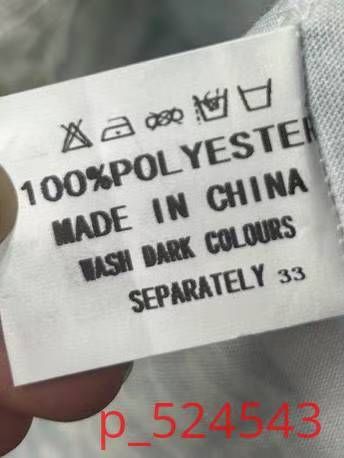 100%POLYESTER
MADE IN CHINA
WASH DARK COLOURS
SEPARATELY 33
p_524543